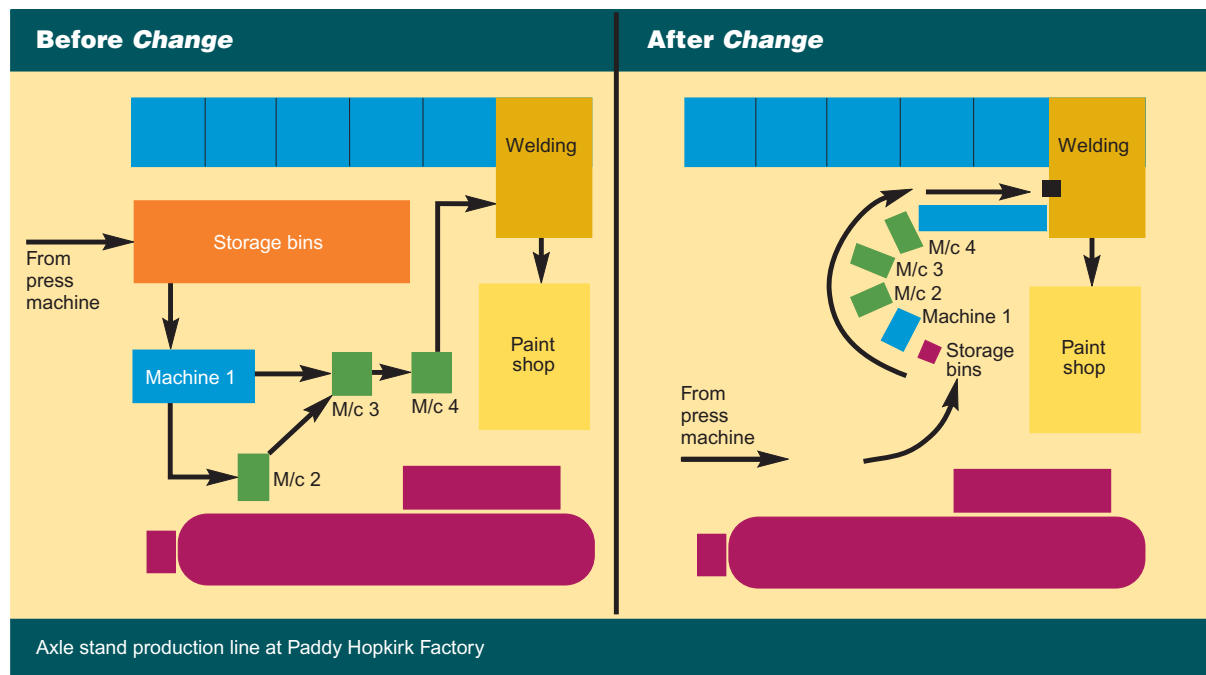 Before Change
Welding
Storage bins
From
press
machine
Machine 1
M/c 3
M/c 4
M/c 2
Paint
shop
After Change
Welding
M/c 4
M/c 3
M/c 2
Machine 1
Storage
bins
Paint
shop
From
press
machine
Axle stand production line at Paddy Hopkirk Factory